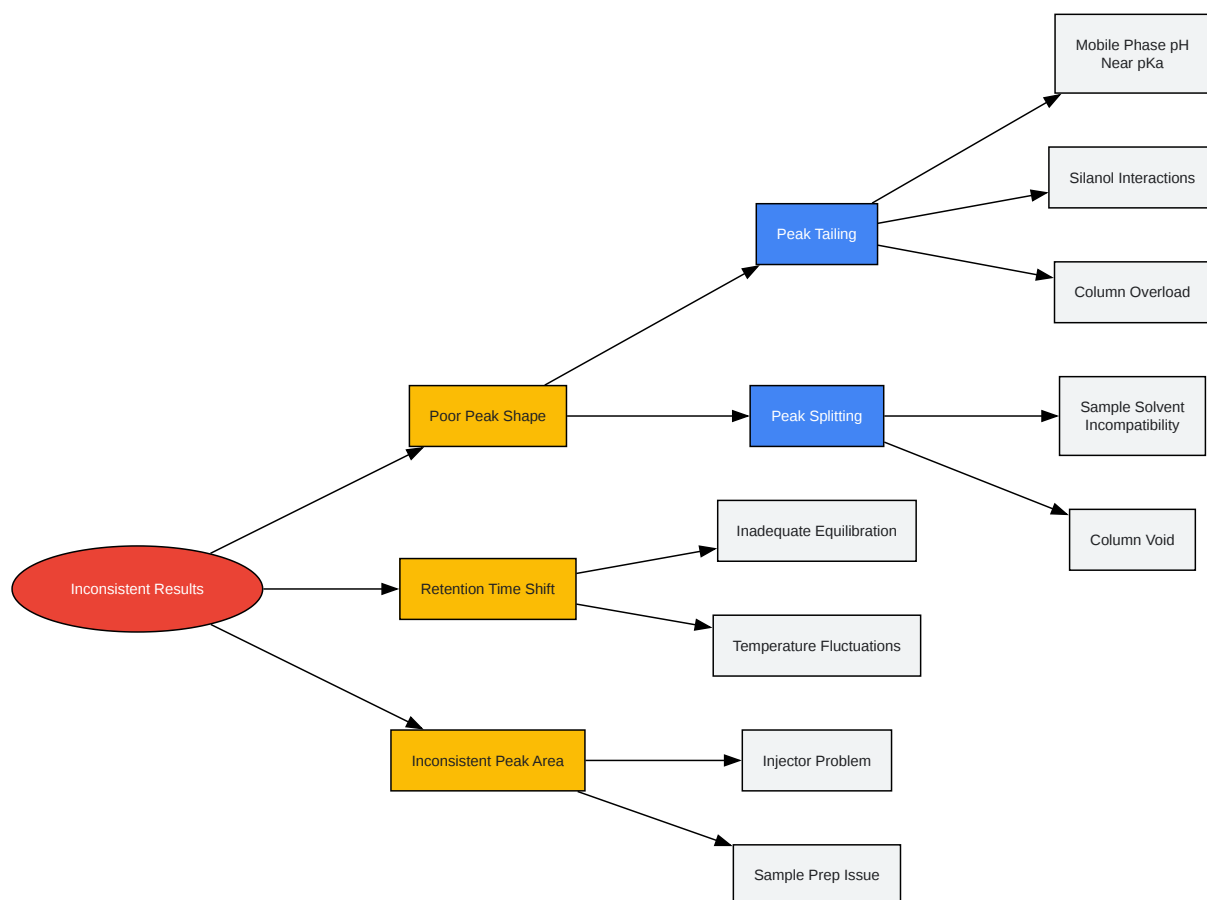 Mobile Phase pH
Near pKa
Silanol Interactions
Peak Tailing
Column Overload
Poor Peak Shape
Peak Splitting
Sample Solvent
Incompatibility
Inadequate Equilibration
Column Void
Inconsistent Results
Retention Time Shift
Temperature Fluctuations
Inconsistent Peak Area
Injector Problem
Sample Prep Issue